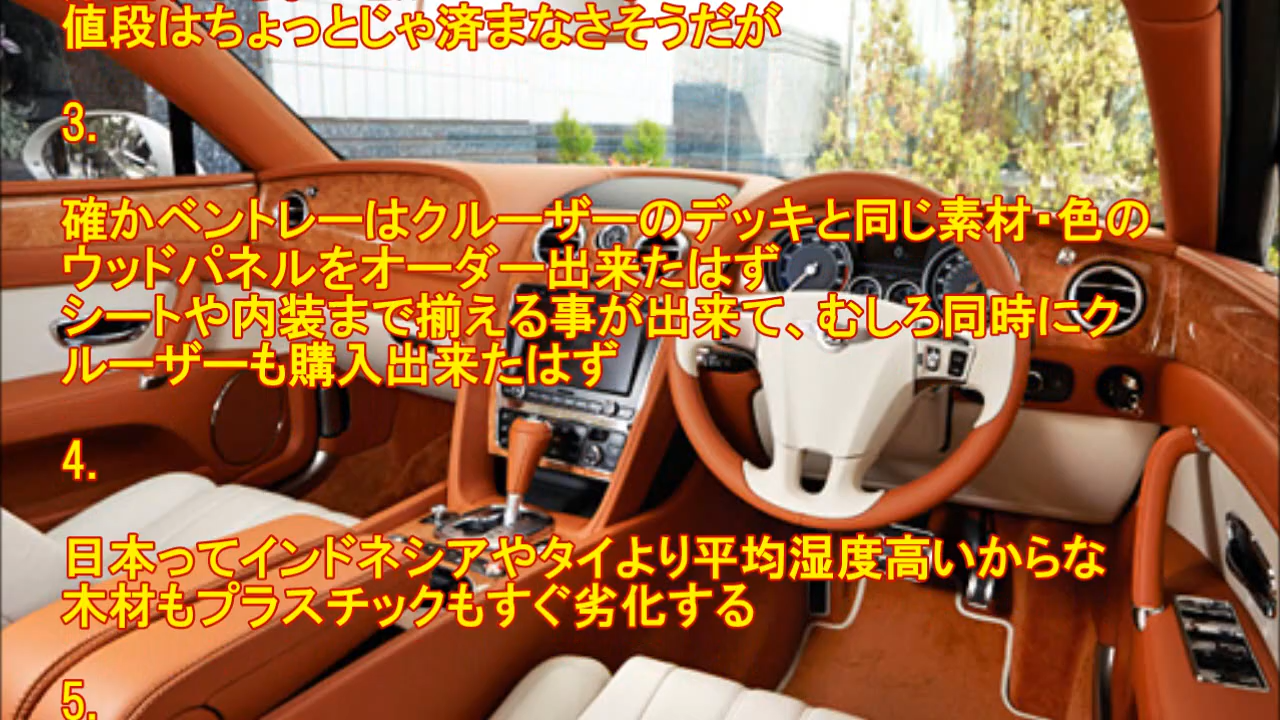 値段はちょっとじゃ済まなさそうだが
3.
確かベントレーはクルーザーのデッキと同じ素材・色の
ウッドパネルをオーダー出来たはず
シートや内装まで揃える事が出来て、むしろ同時にク
ルーザーも購入出来たはず
4.
日本ってインドネシアやタイより平均湿度高いからな
木材もプラスチックもすぐ劣化する
5.